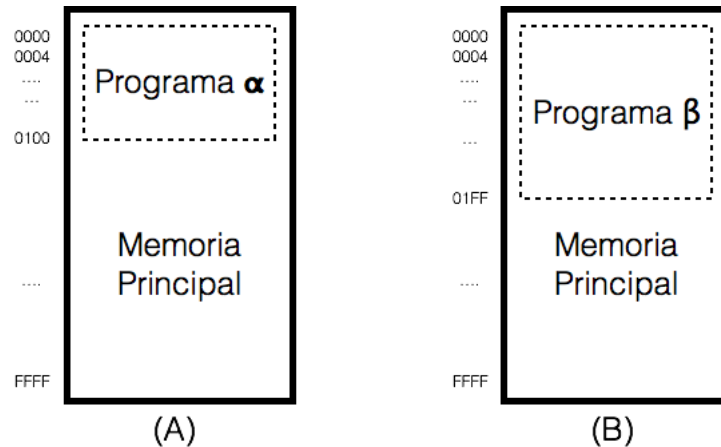 0000
0004
....
...
0100
....
FFFF
Programa α
Memoria
Principal
(A)
0000
0004
....
...
...
01FF
....
FFFF
Programa β
Memoria
Principal
(B)